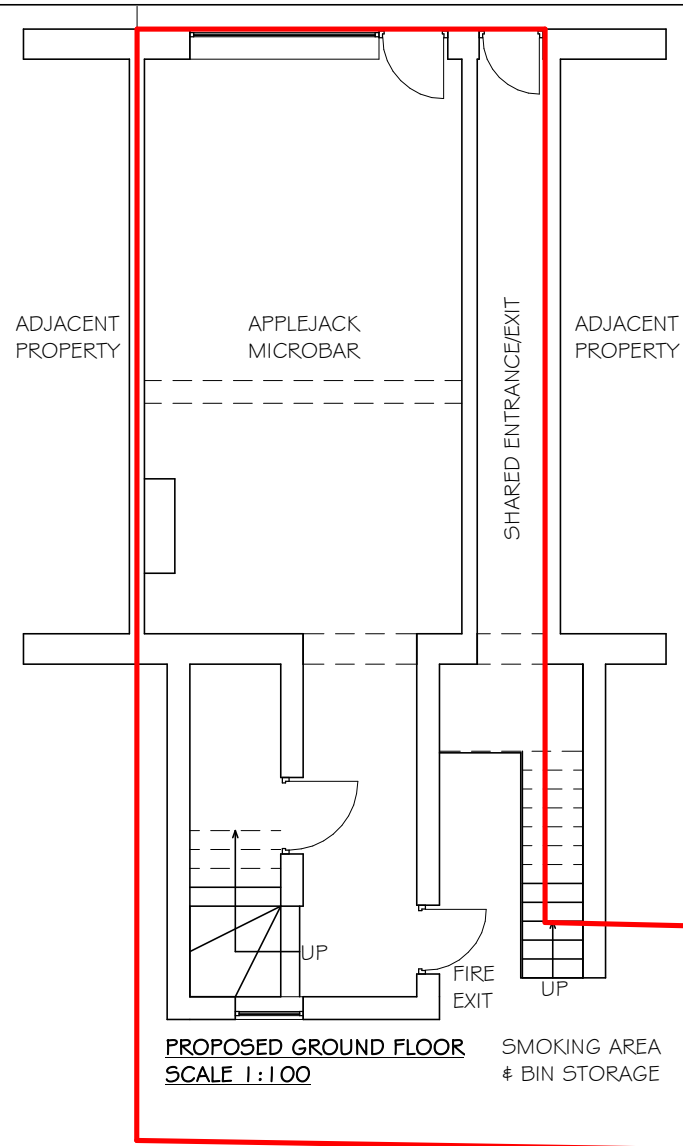 ADJACENT
PROPERTY
APPLEJACK
MICROBAR
SHARED ENTRANCE/EXIT
ADJACENT
PROPERTY
UP
FIRE
EXIT
UP
PROPOSED GROUND FLOOR
SCALE 1:100
SMOKING AREA
& BIN STORAGE